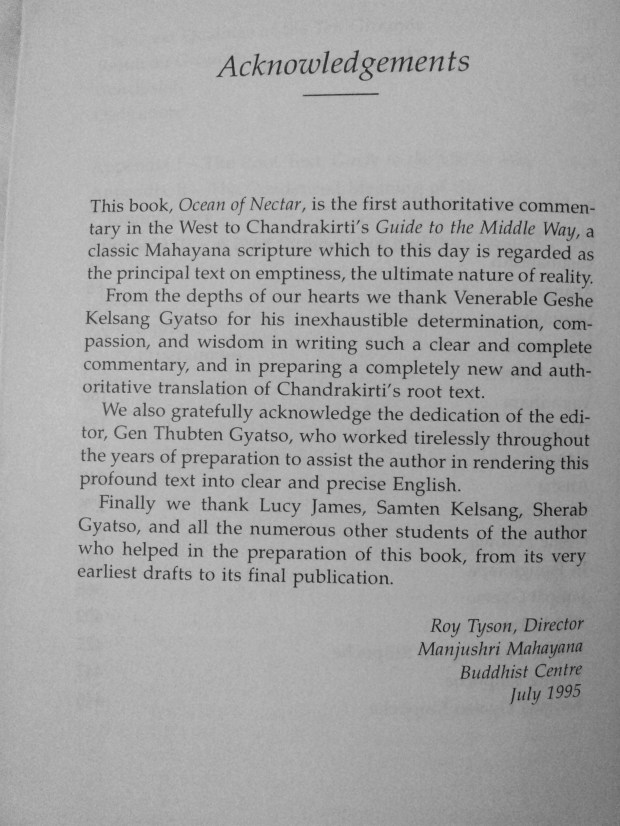 Acknowledgements
This book, Ocean of Nectar, is the first authoritative commen-
tary in the West to Chandrakirti's Guide to the Middle Way, a
classic Mahayana scripture which to this day is regarded as
the principal text on emptiness, the ultimate nature of reality.
From the depths of our hearts we thank Venerable Geshe
Kelsang Gyatso for his inexhaustible determination, com-
passion, and wisdom in writing such a clear and complete
commentary, and in preparing a completely new and auth-
oritative translation of Chandrakirti's root text.
We also gratefully acknowledge the dedication of the edi-
tor, Gen Thubten Gyatso, who worked tirelessly throughout
the years of preparation to assist the author in rendering this
profound text into clear and precise English.
Finally we thank Lucy James, Samten Kelsang, Sherab
Gyatso, and all the numerous other students of the author
who helped in the preparation of this book, from its very
earliest drafts to its final publication.
Roy Tyson, Director
Manjushri Mahayana
Buddhist Centre
July 1995